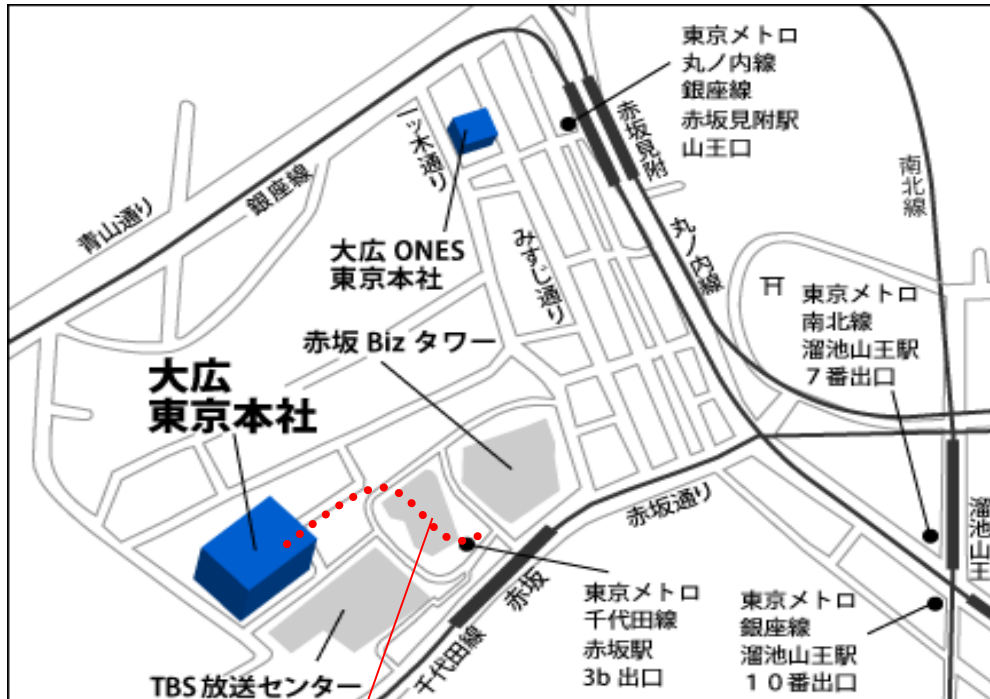 東京メトロ
丸ノ内線
銀座線
赤坂見附駅
山王口
赤坂見附
南北線
一ツ木通り
青山通り
銀座線
大広 ONES
東京本社
みすじ通り
丸ノ内線
東京メトロ
南北線
溜池山王駅
7番出口
赤坂 Biz タワー
大広
東京本社
赤坂通り
溜池山王
赤坂
千代田線
東京メトロ
千代田線
赤坂駅
3b 出口
東京メトロ
銀座線
溜池山王駅
10番出口
TBS 放送センター